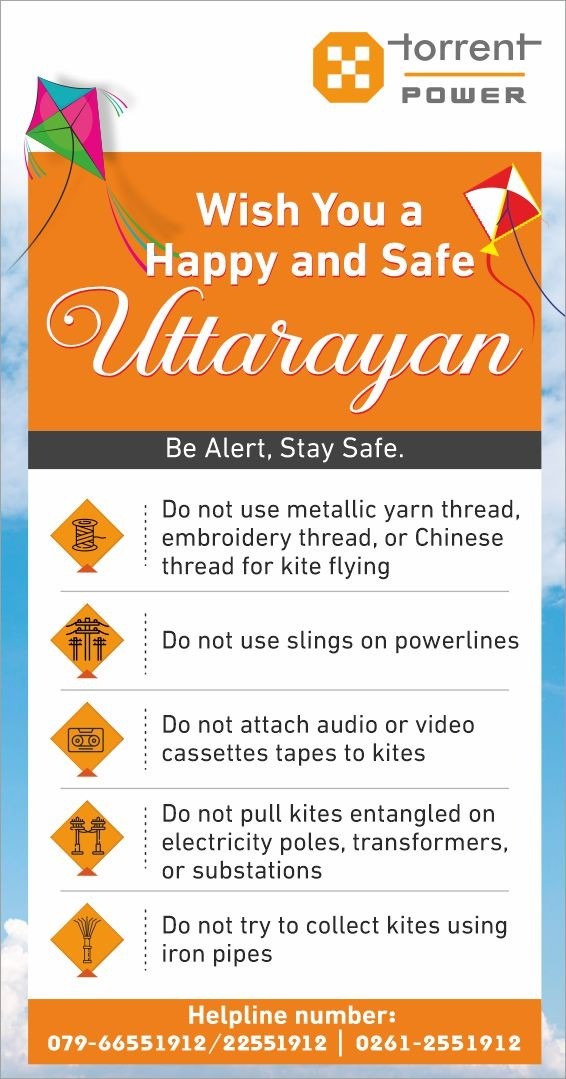 torrent
POWER
Wish You a
Happy and Safe
Uttarayan
Be Alert, Stay Safe.
Do not use metallic yarn thread,
embroidery thread, or Chinese
thread for kite flying
Do not use slings on powerlines
Do not attach audio or video
cassettes tapes to kites
Do not pull kites entangled on
electricity poles, transformers,
or substations
Do not try to collect kites using
iron pipes
Helpline number:
079-66551912/22551912 | 0261-2551912